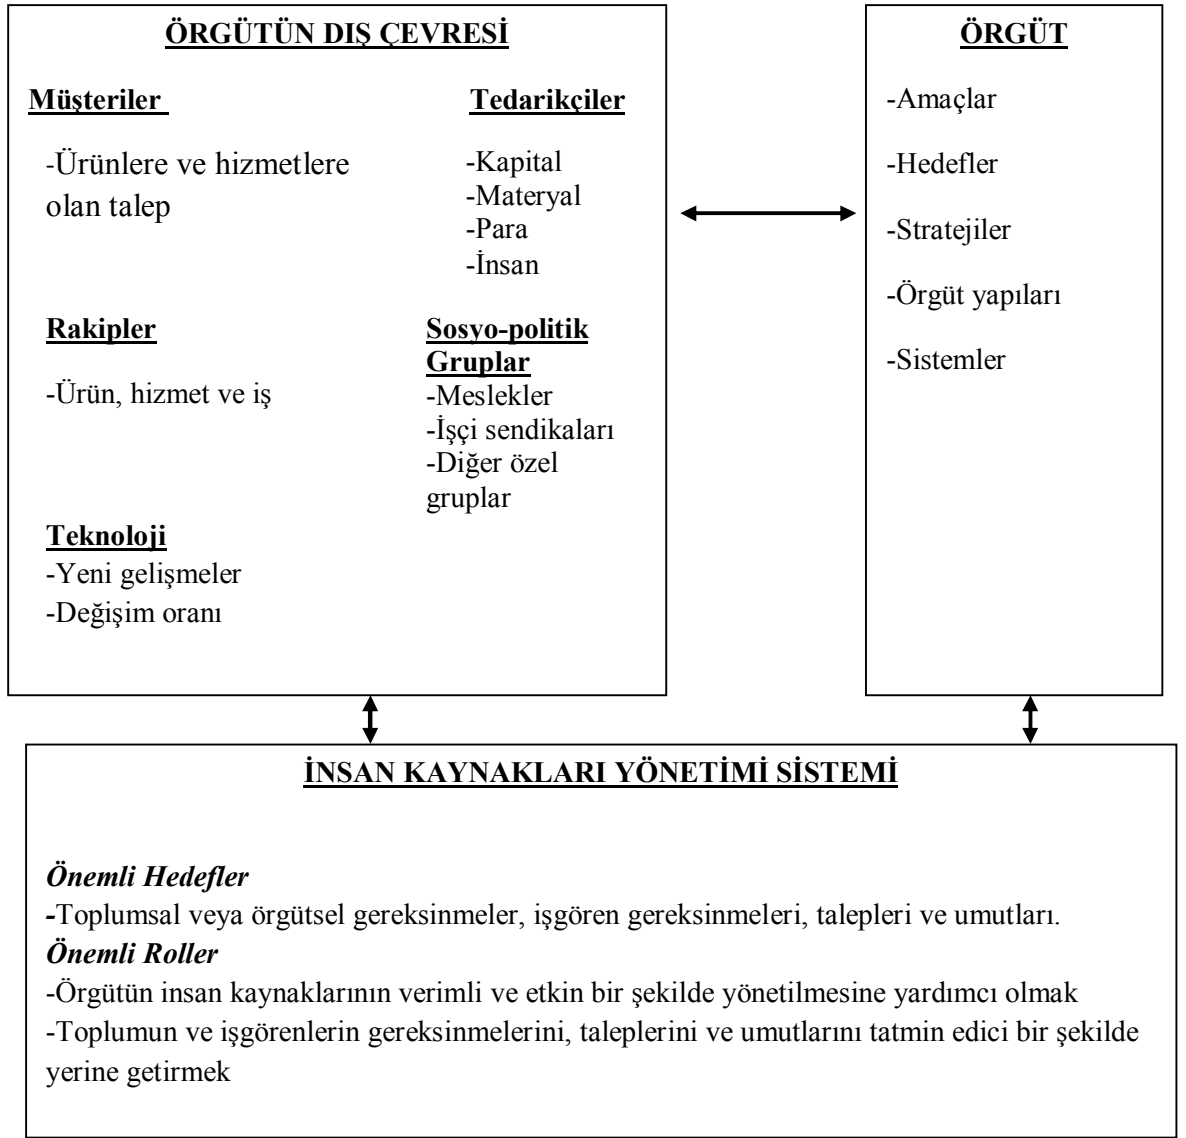 ÖRGÜTÜN DIŞ ÇEVRESİ
Müşteriler
-Ürünlere ve hizmetlere
olan talep
Tedarikçiler
-Kapital
-Materyal
-Para
-İnsan
Rakipler
-Ürün, hizmet ve iş
Sosyo-politik
Gruplar
-Meslekler
-İşçi sendikaları
-Diğer özel
gruplar
Teknoloji
-Yeni gelişmeler
-Değişim oranı
ÖRGÜT
-Amaçlar
-Hedefler
-Stratejiler
-Örgüt yapıları
-Sistemler
İNSAN KAYNAKLARI YÖNETİMİ SİSTEMİ
Önemli Hedefler
-Toplumsal veya örgütsel gereksinmeler, işgören gereksinmeleri, talepleri ve umutları.
Önemli Roller
-Örgütün insan kaynaklarının verimli ve etkin bir şekilde yönetilmesine yardımcı olmak
-Toplumun ve işgörenlerin gereksinmelerini, taleplerini ve umutlarını tatmin edici bir şekilde
yerine getirmek